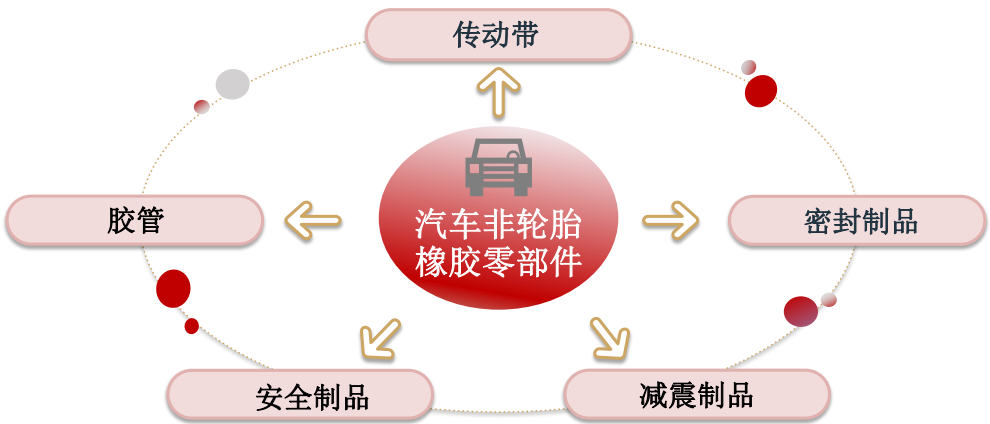 传动带
胶管
汽车非轮胎
橡胶零部件
密封制品
安全制品
减震制品